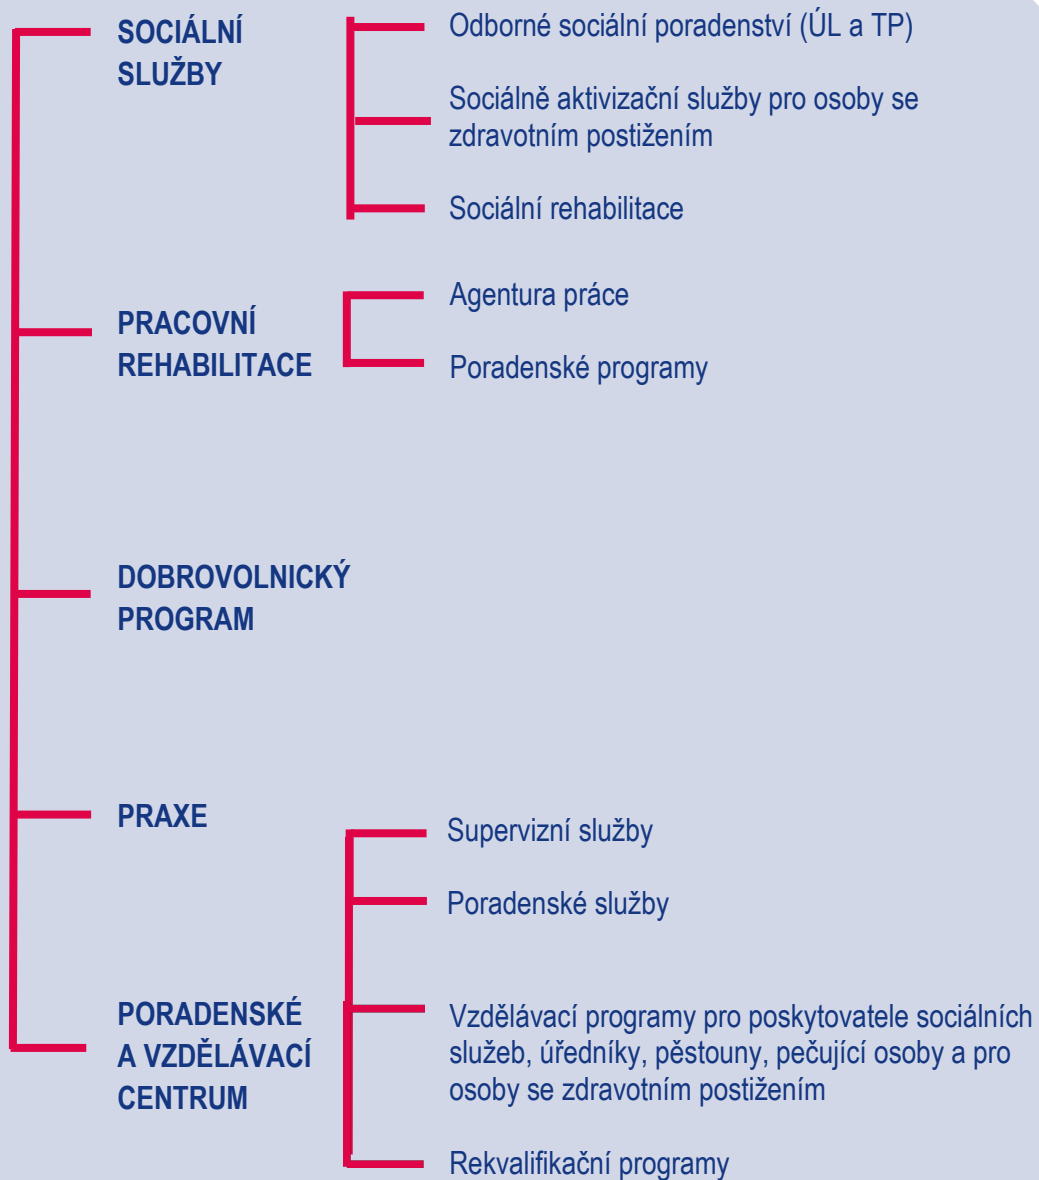 SOCIÁLNÍ
SLUŽBY
Odborné sociální poradenství (ÚL a TP)
Sociálně aktivizační služby pro osoby se
zdravotním postižením
Sociální rehabilitace
PRACOVNÍ
REHABILITACE
Agentura práce
Poradenské programy
DOBROVOLNICKÝ
PROGRAM
PRAXE
PORADENSKÉ
A VZDĚLÁVACÍ
CENTRUM
Supervizní služby
Poradenské služby
Vzdělávací programy pro poskytovatele sociálních
služeb, úředníky, pěstouny, pečující osoby a pro
osoby se zdravotním postižením
Rekvalifikační programy